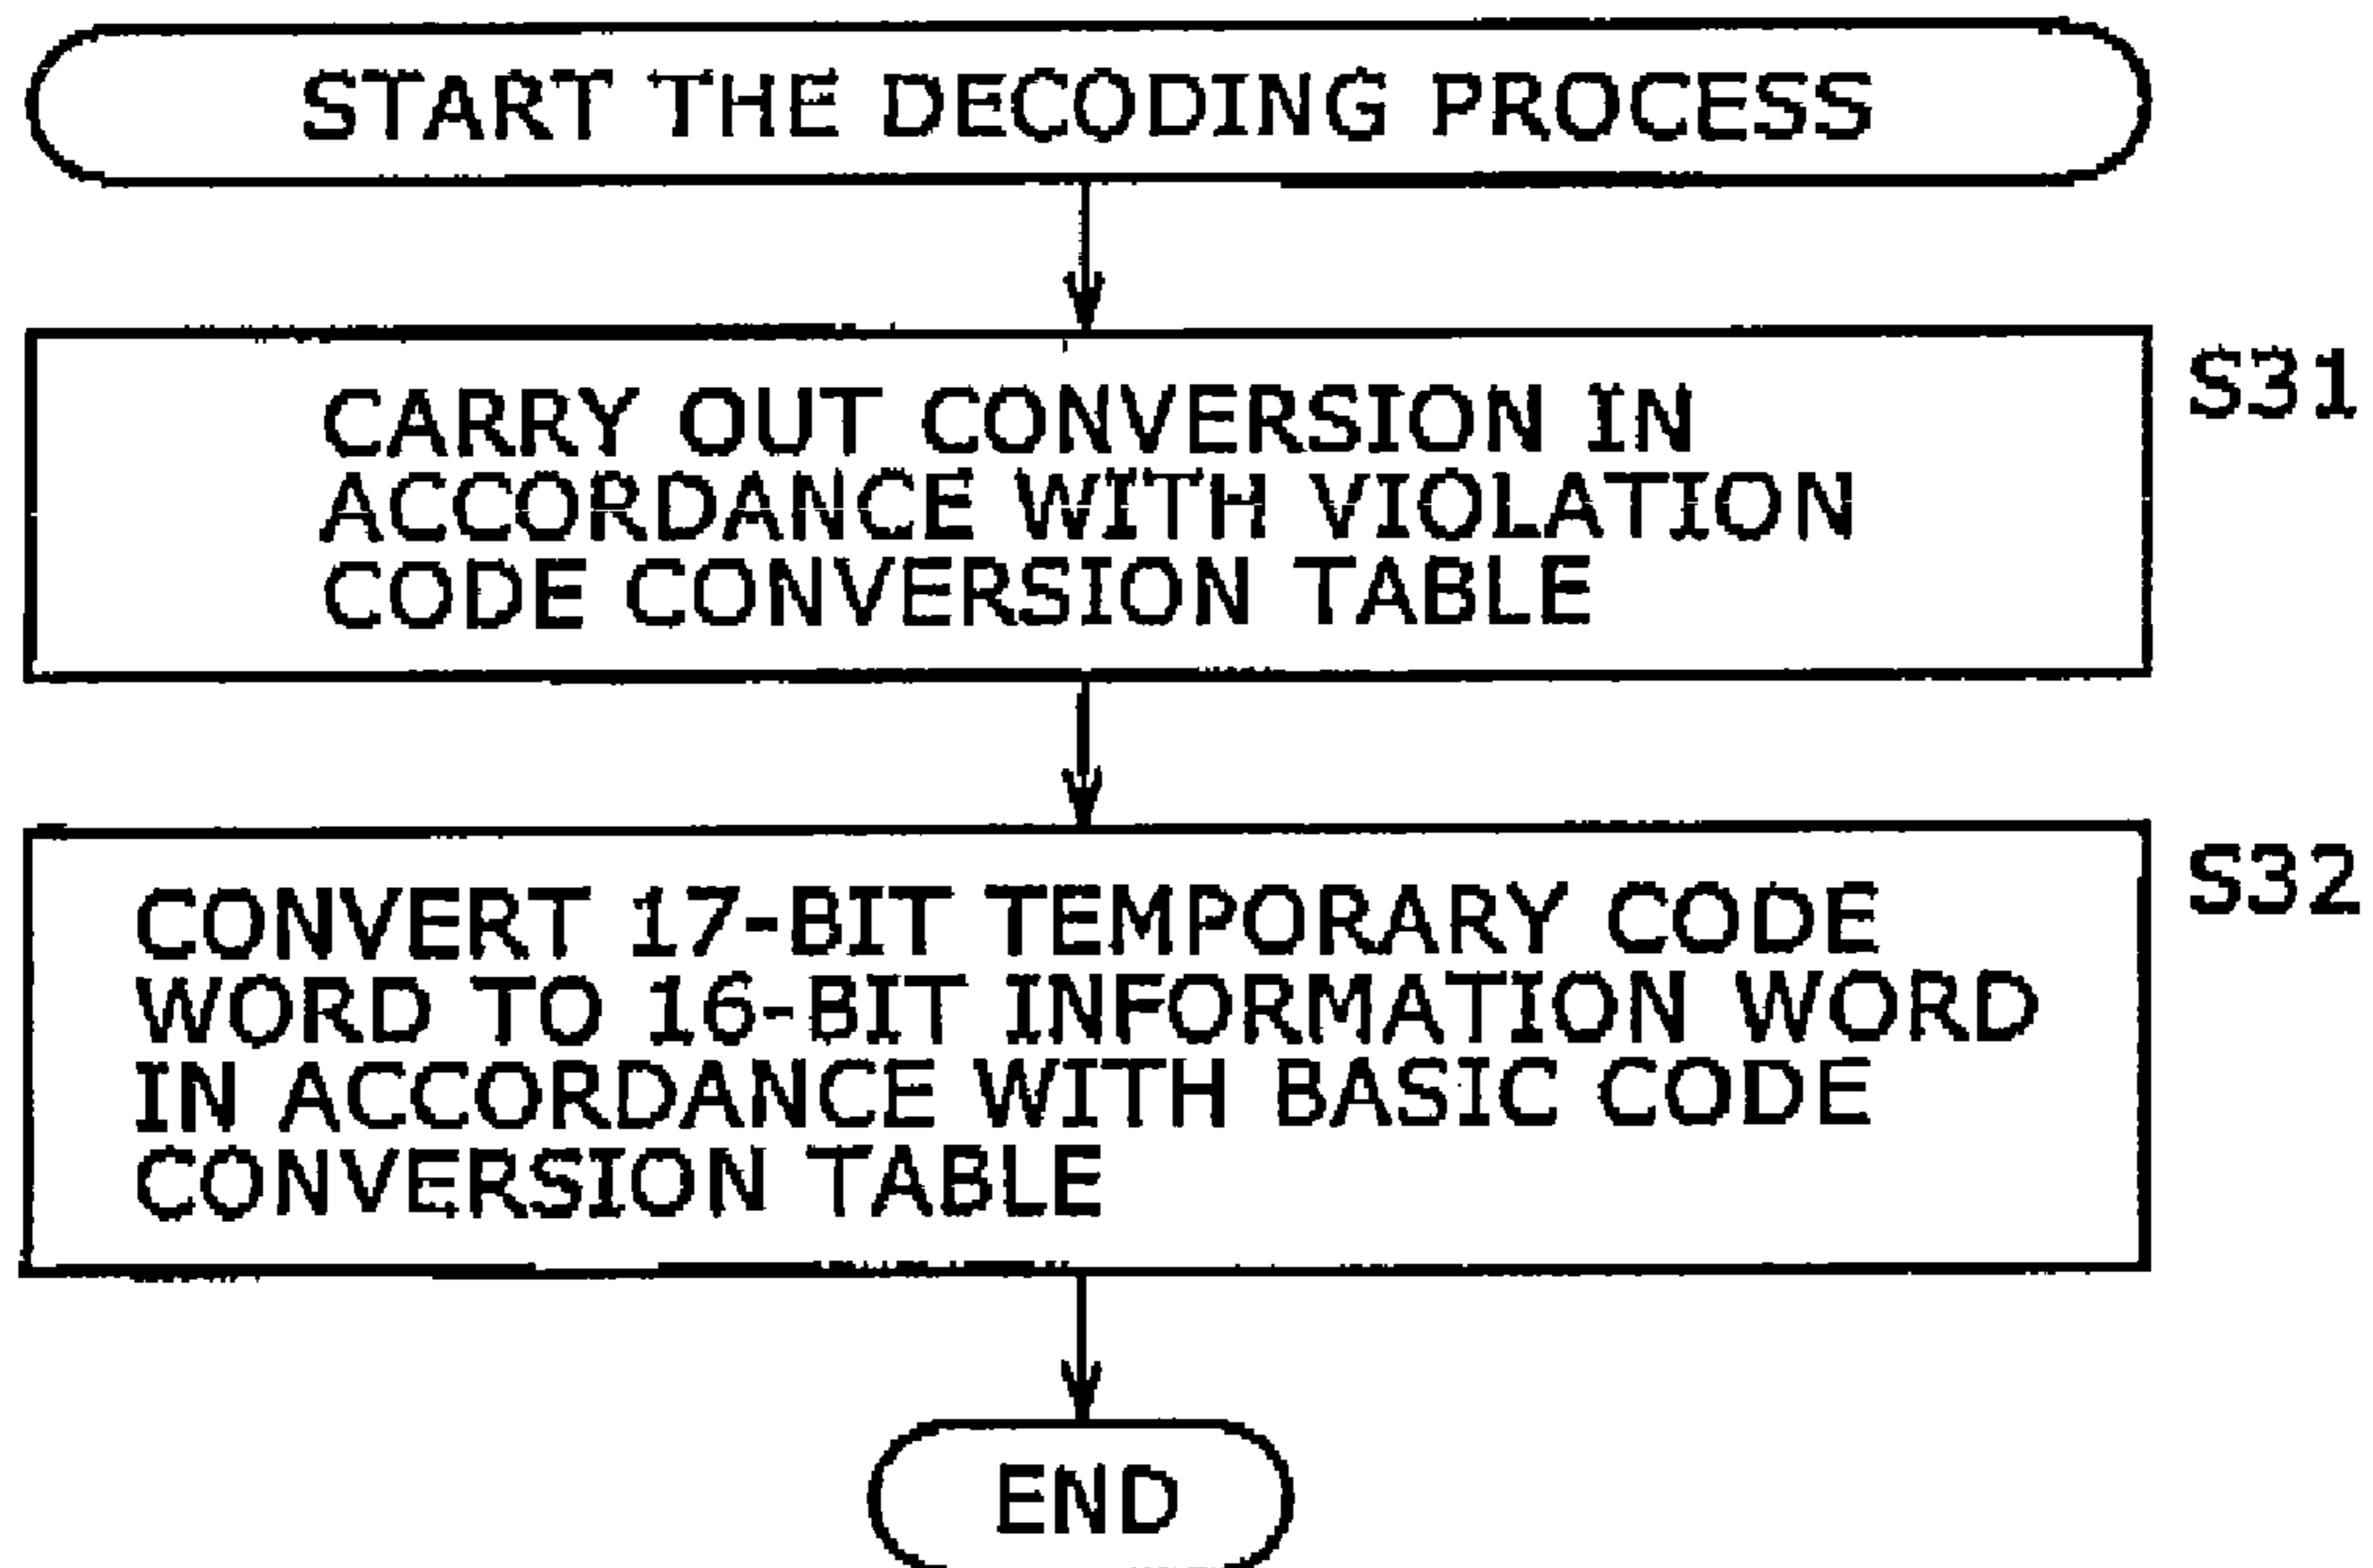 START THE DECODING PROCESS
S31
CARRY OUT CONVERSION IN
ACCORDANCE WITH VIOLATION
CODE CONVERSION TABLE
S32
CONVERT 17-BIT TEMPORARY CODE
WORD TO 16-BIT INFORMATION WORD
IN ACCORDANCE WITH BASIC CODE
CONVERSION TABLE
END